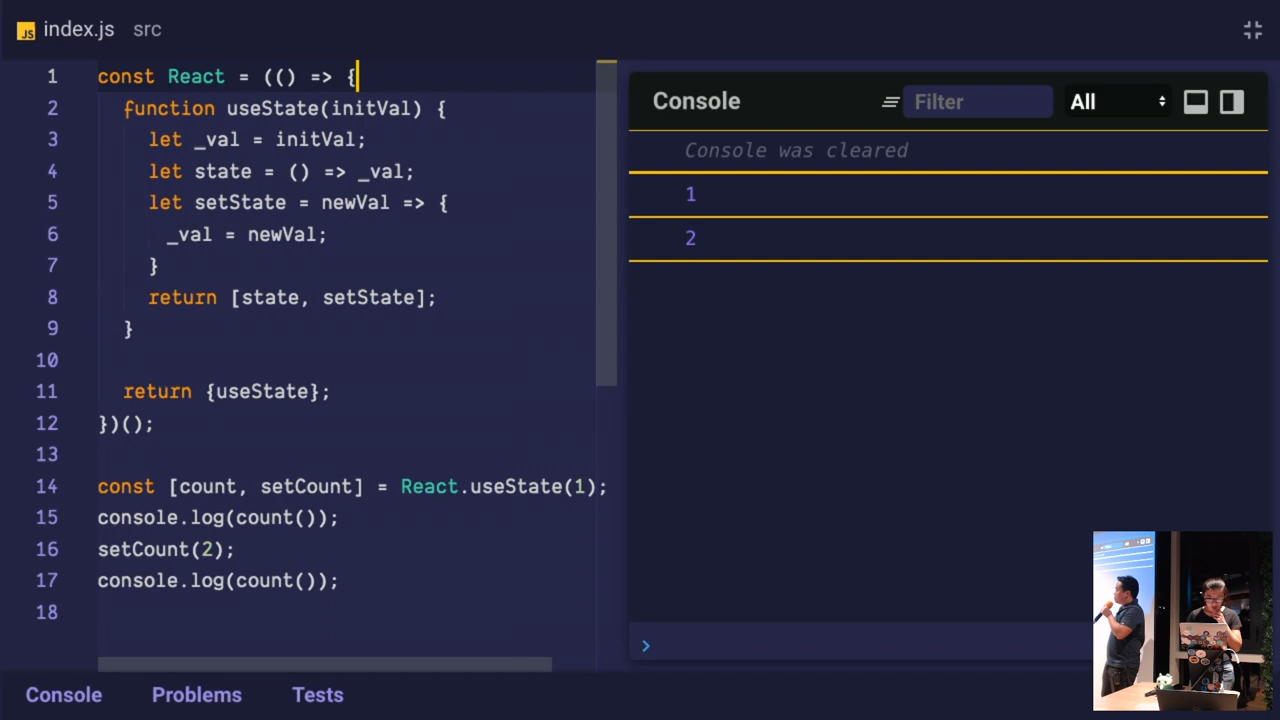 JS index.js src
1 const React = (() => {
2 function useState(initVal) {
3 let _val = initVal;
4 let state = () => _val;
5 let setState = newVal => {
6 _val = newVal;
7 }
8 return [state, setState];
9 }
10
11 return {useState};
12 })();
13
14 const [count, setCount] = React.useState(1);
15 console.log(count());
16 setCount(2);
17 console.log(count());
18
Console Filter All
Console was cleared
1
2
Console Problems Tests